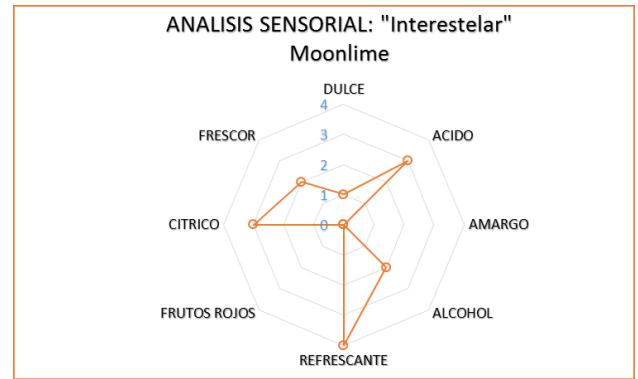 ANALISIS SENSORIAL: "Interestelar"
Moonlime
DULCE
4
FRESCOR
ACIDO
3
2
1
CITRICO
0
AMARGO
FRUTOS ROJOS
ALCOHOL
REFRESCANTE